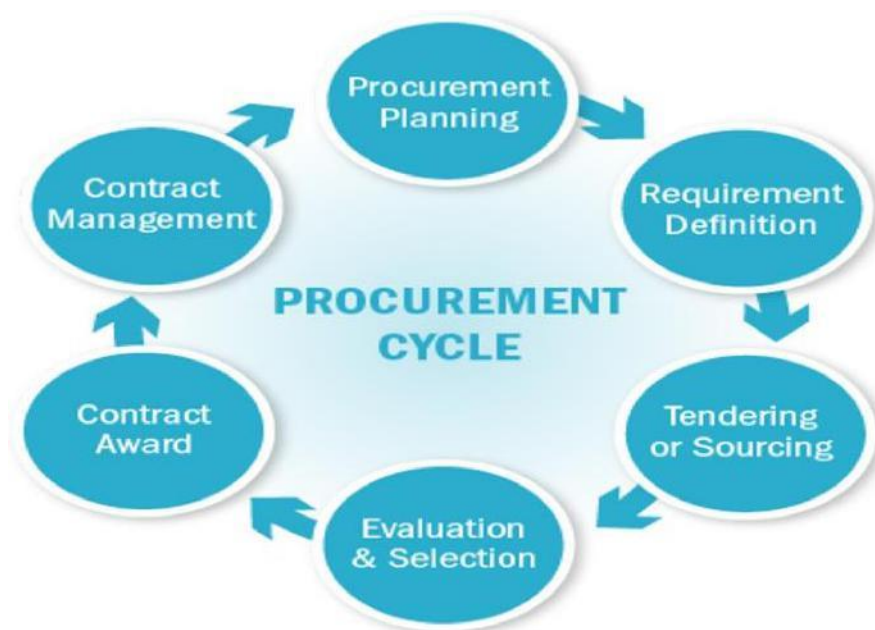 Procurement
Planning
Requirement
Definition
Tendering
or Sourcing
Evaluation
& Selection
Contract
Award
Contract
Management
PROCUREMENT
CYCLE